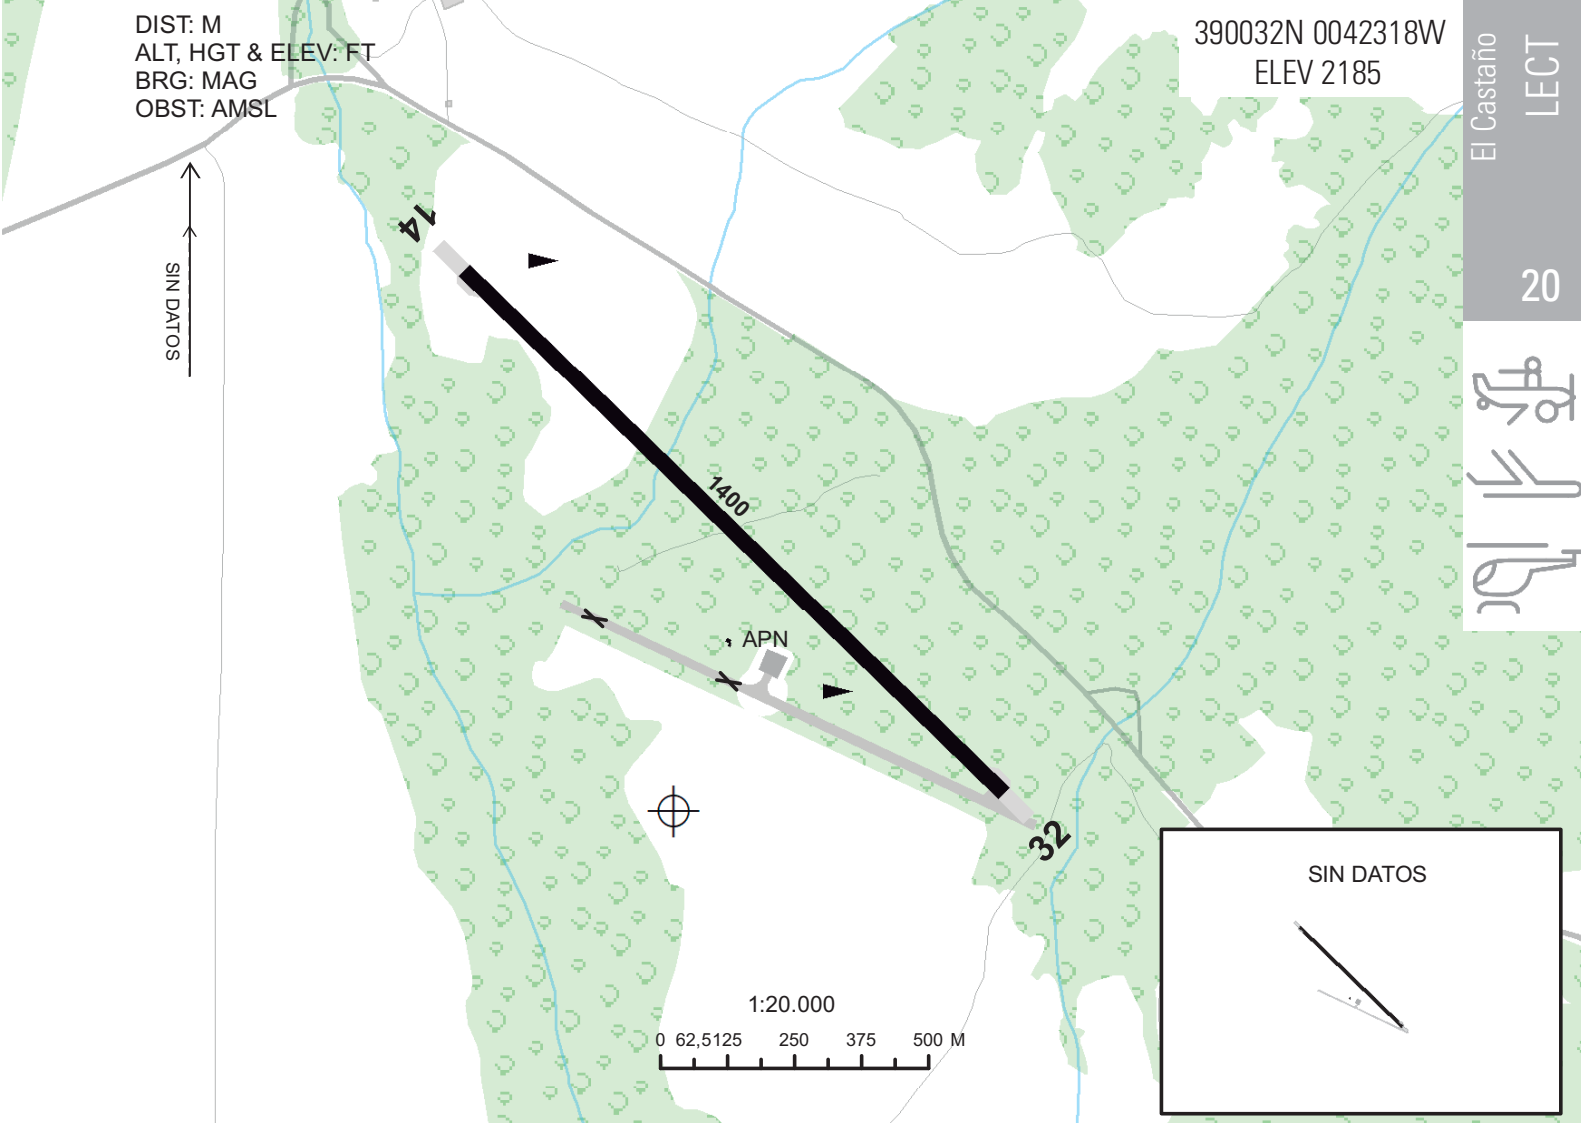 DIST: M
ALT, HGT & ELEV: FT
BRG: MAG
OBST: AMSL
390032N 0042318W
ELEV 2185
El Castaño
LECT
20
SIN DATOS
14
1400
APN
32
SIN DATOS
1:20.000
0 62,5125 250 375 500 M